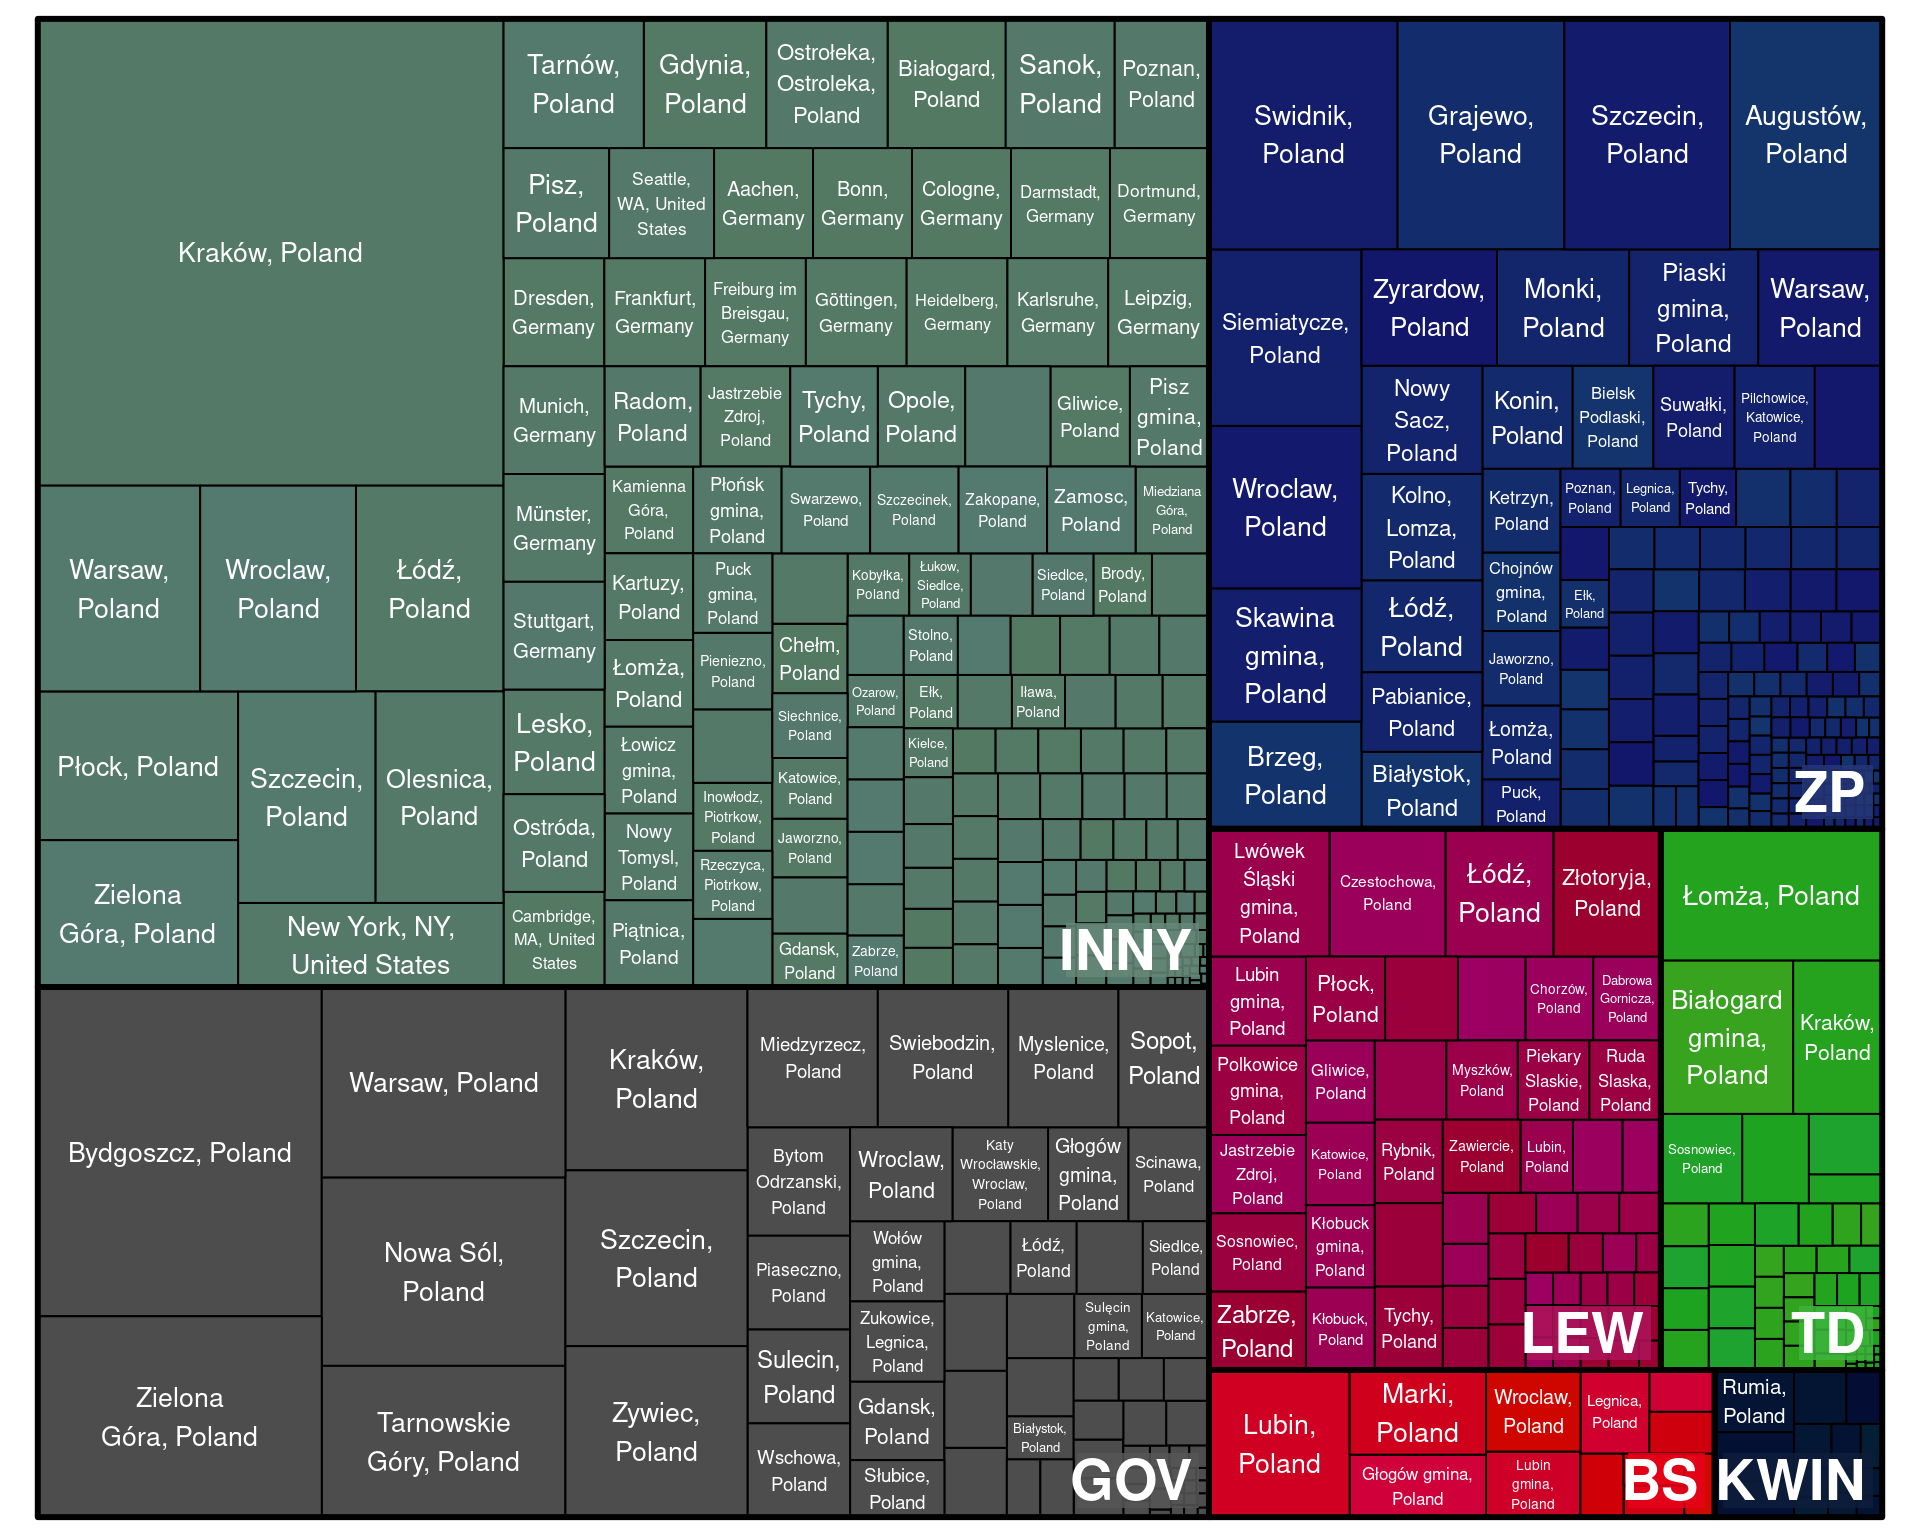 Kraków, Poland
Warsaw,
Poland
Wroclaw,
Poland
Łódź,
Poland
Płock, Poland
Szczecin,
Poland
Olesnica,
Poland
Zielona
Góra, Poland
New York, NY,
United States
Tarnów,
Poland
Gdynia,
Poland
Ostrołeka,
Ostroleka,
Poland
Białogard,
Poland
Sanok,
Poland
Poznan,
Poland
Pisz,
Poland
Seattle,
WA, United
States
Aachen,
Germany
Bonn,
Germany
Cologne,
Germany
Darmstadt,
Germany
Dortmund,
Germany
Dresden,
Germany
Frankfurt,
Germany
Freiburg im
Breisgau,
Germany
Göttingen,
Germany
Heidelberg,
Germany
Karlsruhe,
Germany
Leipzig,
Germany
Munich,
Germany
Münster,
Germany
Stuttgart,
Germany
Lesko,
Poland
Ostróda,
Poland
Cambridge,
MA, United
States
Radom,
Poland
Jastrzebie
Zdroj,
Poland
Tychy,
Poland
Opole,
Poland
Gliwice,
Poland
Pisz
gmina,
Poland
Kamienna
Góra,
Poland
Płońsk
gmina,
Poland
Swarzewo,
Poland
Szczecinek,
Poland
Zakopane,
Poland
Zamosc,
Poland
Miedziana
Góra,
Poland
Kartuzy,
Poland
Łomża,
Poland
Łowicz
gmina,
Poland
Nowy
Tomysl,
Poland
Piątnica,
Poland
Puck
gmina,
Poland
Pieniezno,
Poland
Inowłodz,
Piotrkow,
Poland
Rzeczyca,
Piotrkow,
Poland
Chełm,
Poland
Siechnice,
Poland
Katowice,
Poland
Jaworzno,
Poland
Gdansk,
Poland
Kobyłka,
Poland
Łukow,
Siedlce,
Poland
Siedlce,
Poland
Brody,
Poland
Stolno,
Poland
Ozarow,
Poland
Ełk,
Poland
Iława,
Poland
Kielce,
Poland
Zabrze,
Poland
INNY
Bydgoszcz, Poland
Zielona
Góra, Poland
Warsaw, Poland
Nowa Sól,
Poland
Tarnowskie
Góry, Poland
Kraków,
Poland
Szczecin,
Poland
Zywiec,
Poland
Miedzyrzecz,
Poland
Swiebodzin,
Poland
Myslenice,
Poland
Sopot,
Poland
Bytom
Odrzanski,
Poland
Piaseczno,
Poland
Sulecin,
Poland
Wschowa,
Poland
Wroclaw,
Poland
Katy
Wrocławskie,
Wroclaw,
Poland
Głogów
gmina,
Poland
Scinawa,
Poland
Wołów
gmina,
Poland
Zukowice,
Legnica,
Poland
Gdansk,
Poland
Słubice,
Poland
Łódź,
Poland
Siedlce,
Poland
Sulęcin
gmina,
Poland
Katowice,
Poland
Białystok,
Poland
GOV
Swidnik,
Poland
Grajewo,
Poland
Szczecin,
Poland
Augustów,
Poland
Siemiatycze,
Poland
Wroclaw,
Poland
Skawina
gmina,
Poland
Brzeg,
Poland
Zyrardow,
Poland
Monki,
Poland
Piaski
gmina,
Poland
Warsaw,
Poland
Nowy
Sacz,
Poland
Kolno,
Lomza,
Poland
Łódź,
Poland
Pabianice,
Poland
Białystok,
Poland
Konin,
Poland
Bielsk
Podlaski,
Poland
Suwałki,
Poland
Pilchowice,
Katowice,
Poland
Ketrzyn,
Poland
Chojnów
gmina,
Poland
Jaworzno,
Poland
Łomża,
Poland
Puck,
Poland
Poznan,
Poland
Legnica,
Poland
Tychy,
Poland
Ełk,
Poland
ZP
Lwówek
Śląski
gmina,
Poland
Czestochowa,
Poland
Łódź,
Poland
Złotoryja,
Poland
Lubin
gmina,
Poland
Polkowice
gmina,
Poland
Jastrzebie
Zdroj,
Poland
Sosnowiec,
Poland
Zabrze,
Poland
Płock,
Poland
Chorzów,
Poland
Dabrowa
Gornicza,
Poland
Gliwice,
Poland
Katowice,
Poland
Kłobuck
gmina,
Poland
Kłobuck,
Poland
Myszków,
Poland
Piekary
Slaskie,
Poland
Ruda
Slaska,
Poland
Rybnik,
Poland
Zawiercie,
Poland
Lubin,
Poland
Tychy,
Poland
LEW
Łomża, Poland
Białogard
gmina,
Poland
Kraków,
Poland
Sosnowiec,
Poland
TD
Lubin,
Poland
Marki,
Poland
Głogów gmina,
Poland
Wroclaw,
Poland
Lubin
gmina,
Poland
Legnica,
Poland
BS
Rumia,
Poland
KWIN